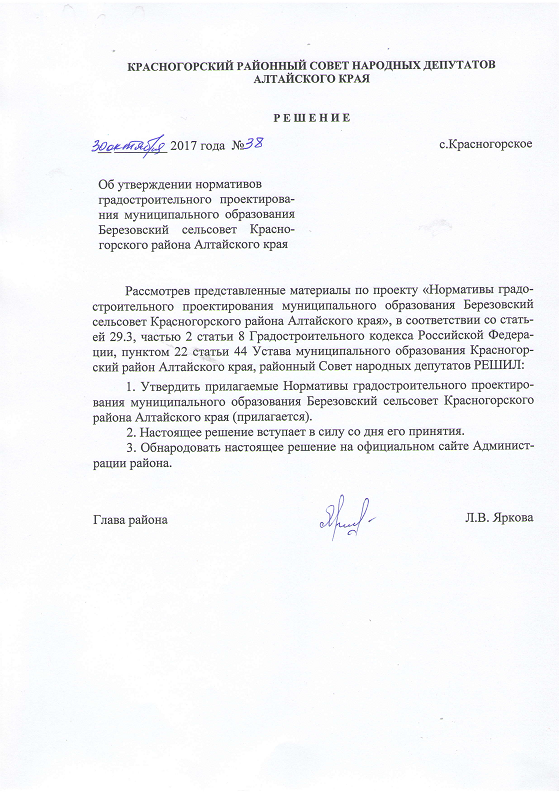 КРАСНОГОРСКИЙ РАЙОННЫЙ СОВЕТ НАРОДНЫХ ДЕПУТАТОВ
АЛТАЙСКОГО КРАЯ
Р Е Ш Е Н И Е
30 октября 2017 года № 38 с.Красногорское
Об утверждении нормативов
градостроительного проектирова-
ния муниципального образования
Березовский сельсовет Красно-
горского района Алтайского края
Рассмотрев представленные материалы по проекту «Нормативы градо-
строительного проектирования муниципального образования Березовский
сельсовет Красногорского района Алтайского края», в соответствии со стать-
ей 29.3, частью 2 статьи 8 Градостроительного кодекса Российской Федера-
ции, пунктом 22 статьи 44 Устава муниципального образования Красногор-
ский район Алтайского края, районный Совет народных депутатов РЕШИЛ:
1. Утвердить прилагаемые Нормативы градостроительного проектиро-
вания муниципального образования Березовский сельсовет Красногорского
района Алтайского края (прилагается).
2. Настоящее решение вступает в силу со дня его принятия.
3. Обнародовать настоящее решение на официальном сайте Админист-
рации района.
Глава района Л.В. Яркова